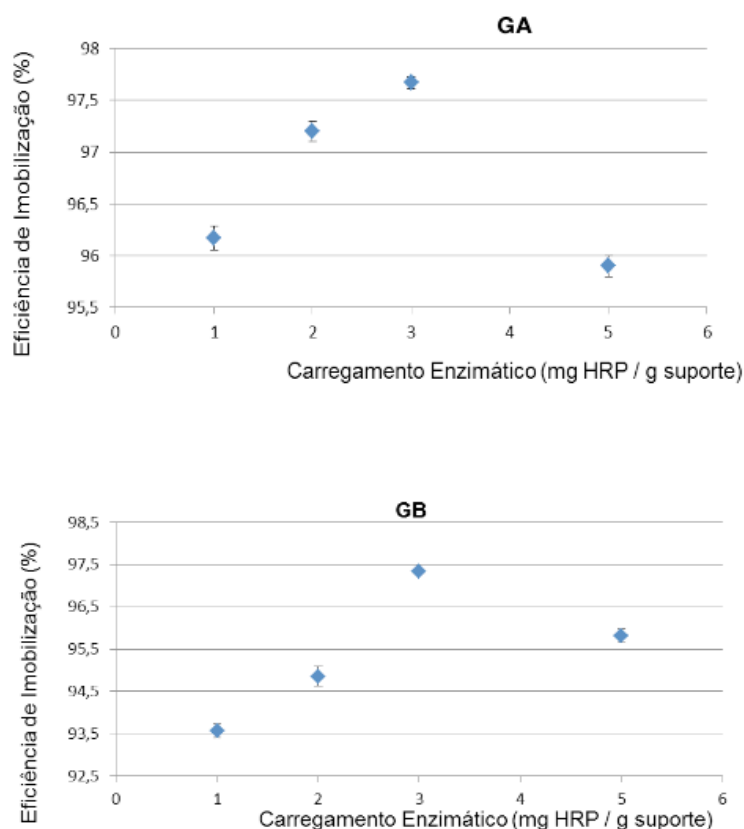 GA
Eficiência de Imobilização (%)
98
97,5
97
96,5
96
95,5
0 1 2 3 4 5 6
Carregamento Enzimático (mg HRP / g suporte)
GB
Eficiência de Imobilização (%)
98,5
97,5
96,5
95,5
94,5
93,5
92,5
0 1 2 3 4 5 6
Carregamento Enzimático (mg HRP / g suporte)